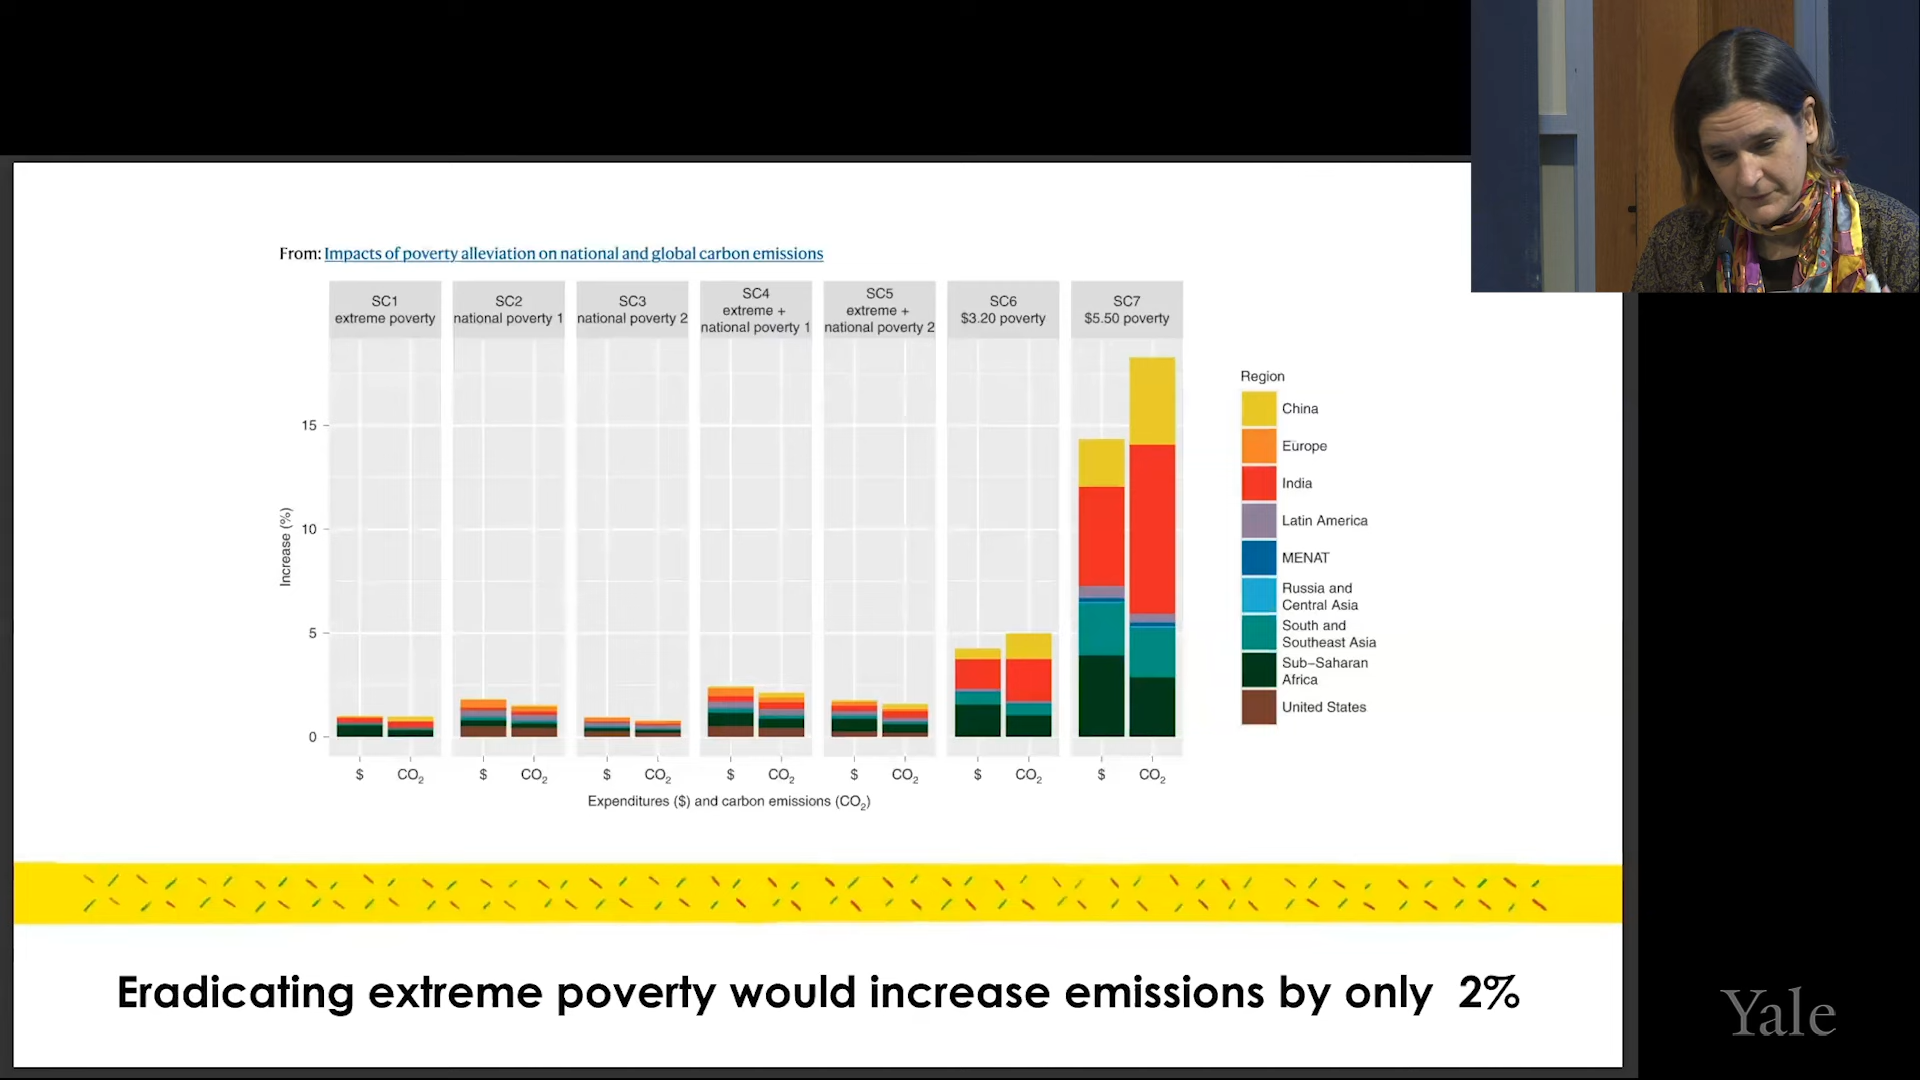 From: Impacts of poverty alleviation on national and global carbon emissions
SC1
extreme poverty
SC2
national poverty 1
SC3
national poverty 2
SC4
extreme +
national poverty 1
SC5
extreme +
national poverty 2
SC6
$3.20 poverty
SC7
$5.50 poverty
Increase (%)
15
10
5
0
$ CO₂ $ CO₂ $ CO₂ $ CO₂ $ CO₂ $ CO₂ $ CO₂
Expenditures ($) and carbon emissions (CO₂)
Region
China
Europe
India
Latin America
MENAT
Russia and
Central Asia
South and
Southeast Asia
Sub−Saharan
Africa
United States
Eradicating extreme poverty would increase emissions by only 2%
Yale